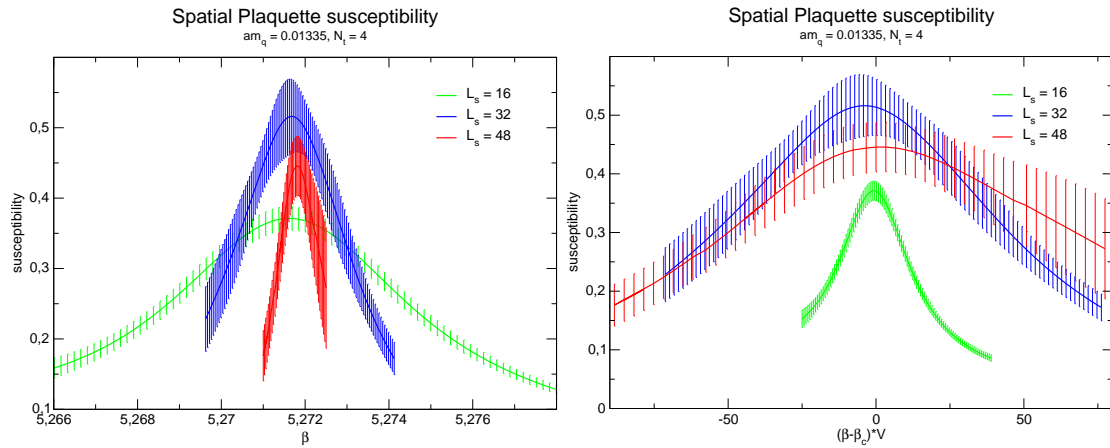 Spatial Plaquette susceptibility
am_q = 0.01335, N_t = 4
L_s = 16
L_s = 32
L_s = 48
susceptibility
0,5
0,4
0,3
0,2
0,1
5,266
5,268
5,27
5,272
5,274
5,276
β
Spatial Plaquette susceptibility
am_q = 0.01335, N_t = 4
L_s = 16
L_s = 32
L_s = 48
susceptibility
0,6
0,5
0,4
0,3
0,2
0,1
0
-50
0
50
(β-β_c)*V